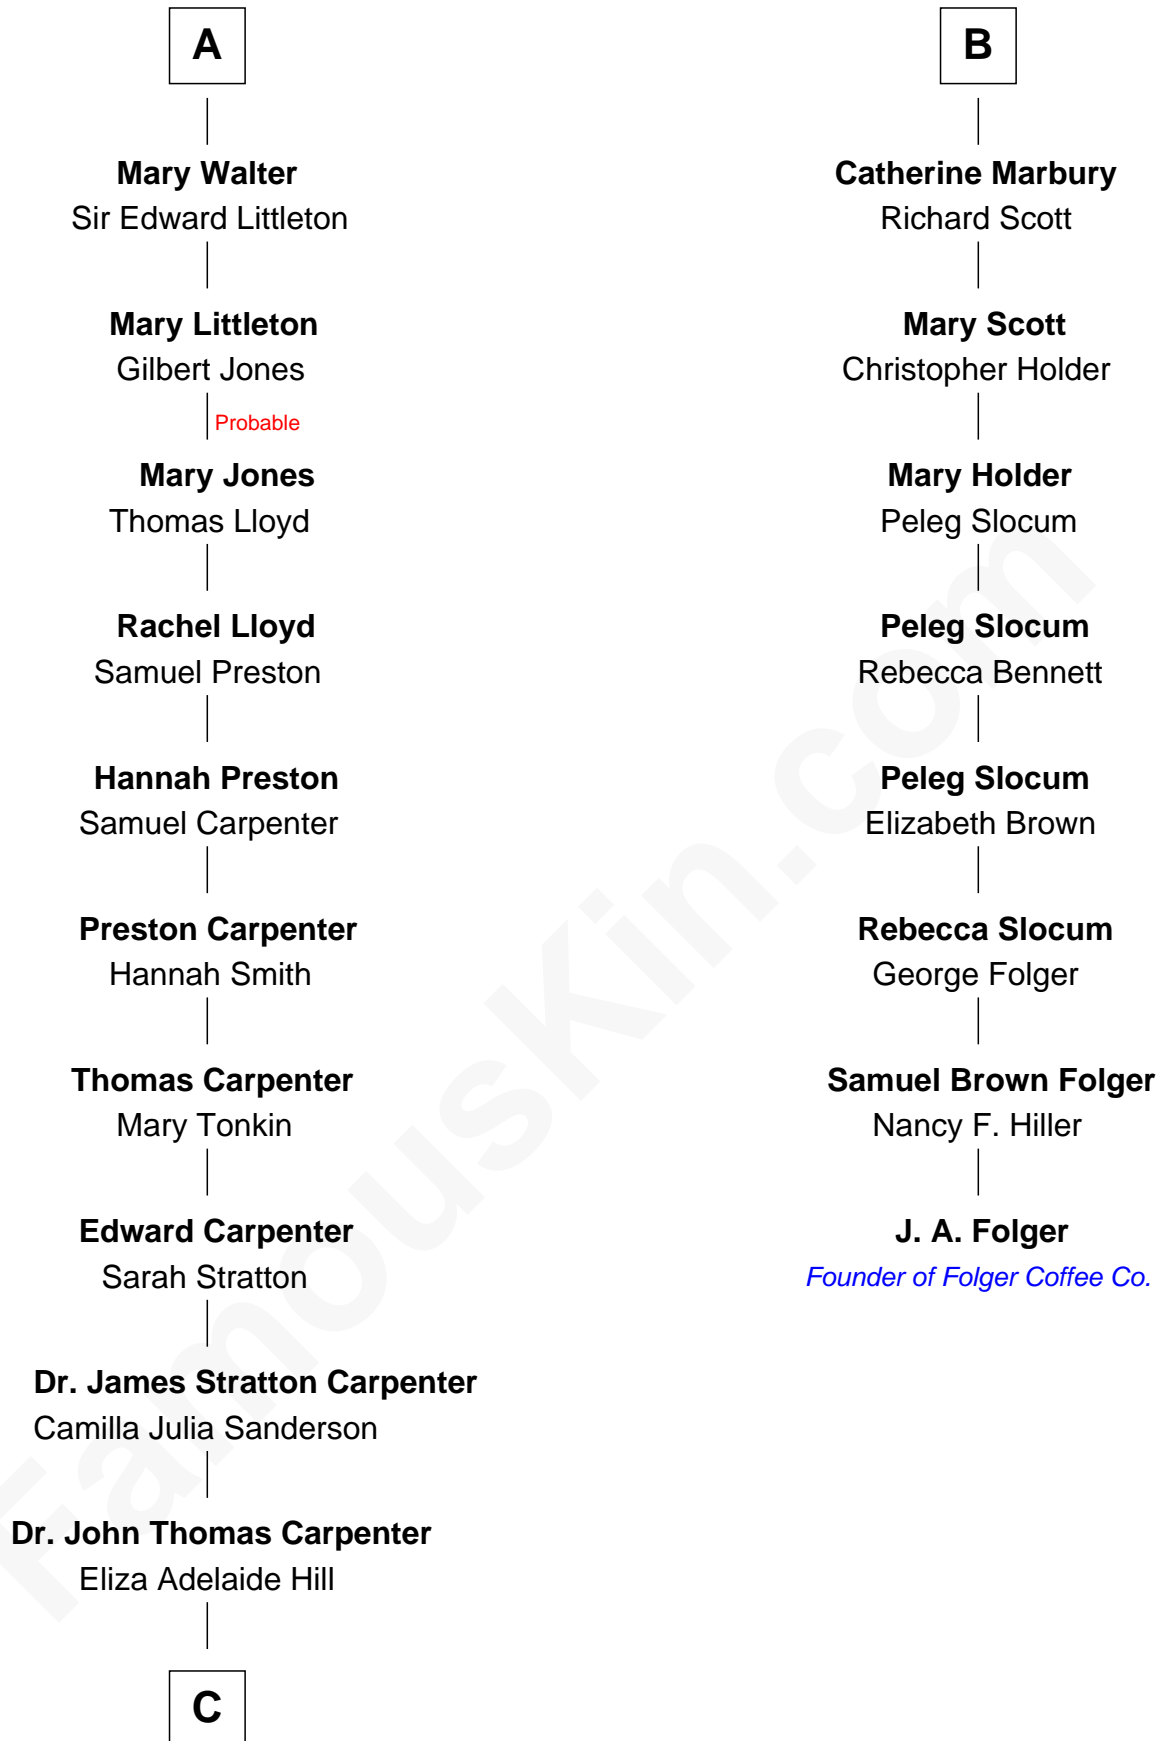 A
Mary Walter
Sir Edward Littleton
Mary Littleton
Gilbert Jones
Probable
Mary Jones
Thomas Lloyd
Rachel Lloyd
Samuel Preston
Hannah Preston
Samuel Carpenter
Preston Carpenter
Hannah Smith
Thomas Carpenter
Mary Tonkin
Edward Carpenter
Sarah Stratton
Dr. James Stratton Carpenter
Camilla Julia Sanderson
Dr. John Thomas Carpenter
Eliza Adelaide Hill
C
B
Catherine Marbury
Richard Scott
Mary Scott
Christopher Holder
Mary Holder
Peleg Slocum
Peleg Slocum
Rebecca Bennett
Peleg Slocum
Elizabeth Brown
Rebecca Slocum
George Folger
Samuel Brown Folger
Nancy F. Hiller
J. A. Folger
Founder of Folger Coffee Co.
FamousKin.com